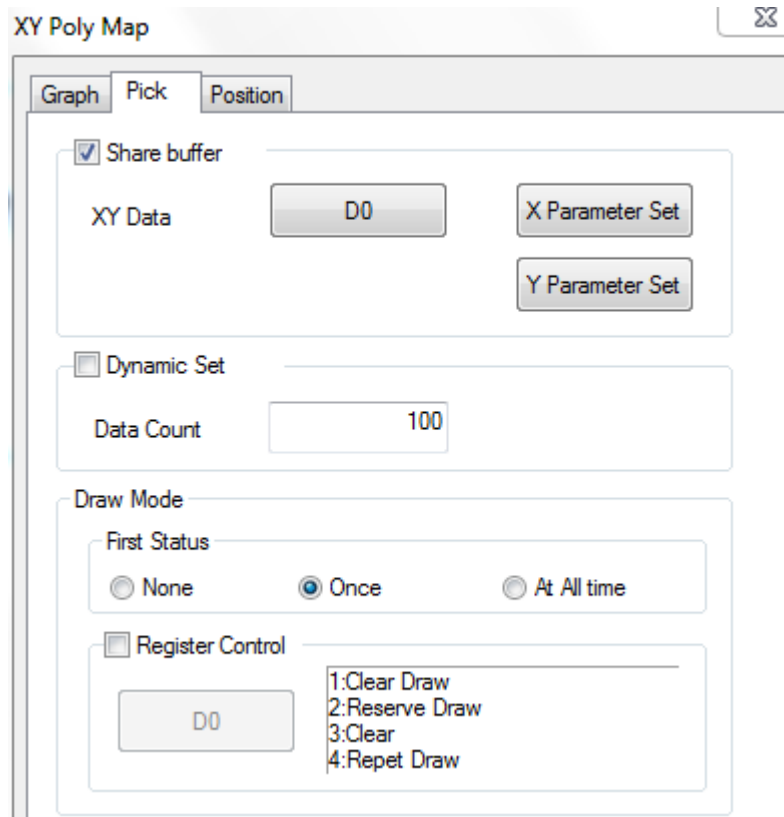 XY Poly Map
Graph Pick Position
Share buffer
XY Data D0 X Parameter Set
Y Parameter Set
Dynamic Set
Data Count 100
Draw Mode
First Status
None Once At All time
Register Control
D0
1:Clear Draw
2:Reserve Draw
3:Clear
4:Repet Draw